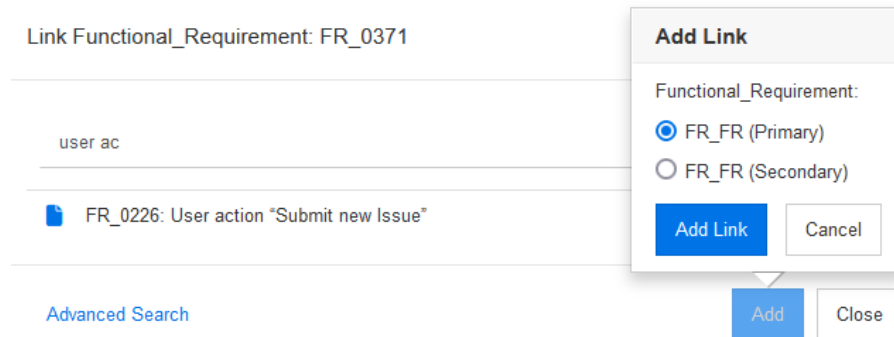 Link Functional_Requirement: FR_0371
user ac
FR_0226: User action “Submit new Issue”
Advanced Search
Add
Close
Add Link
Functional_Requirement:
FR_FR (Primary)
FR_FR (Secondary)
Add Link
Cancel